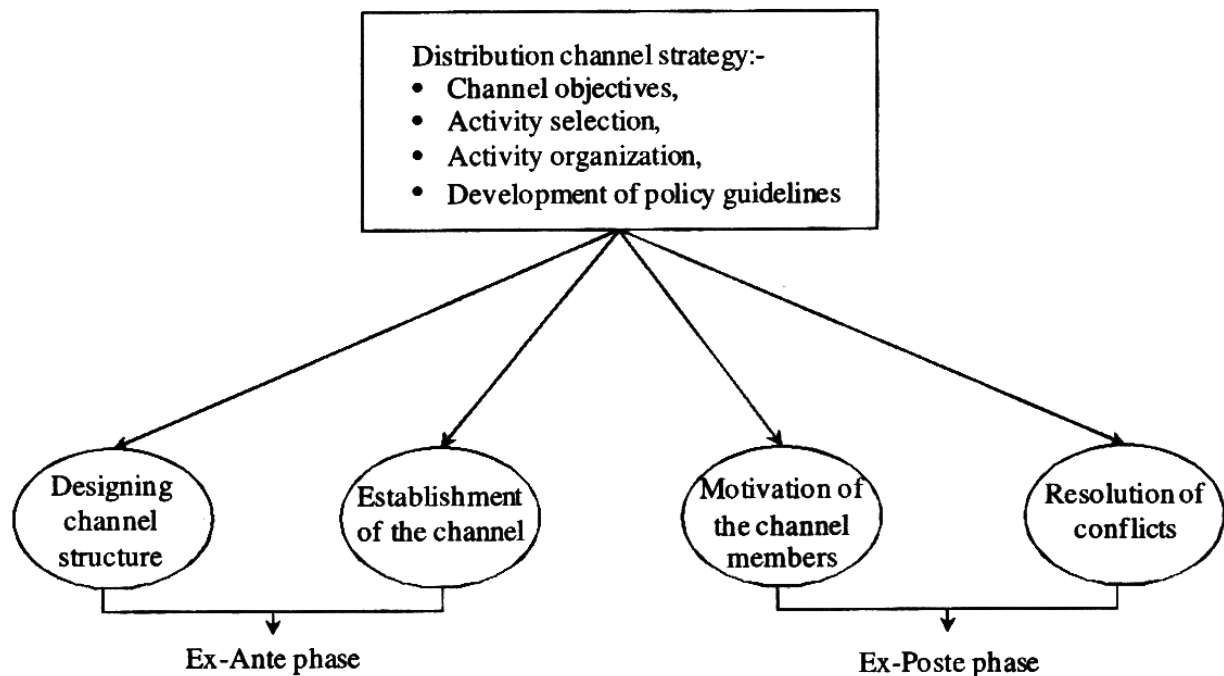 Distribution channel strategy:-
• Channel objectives,
• Activity selection,
• Activity organization,
• Development of policy guidelines
Designing
channel
structure
Establishment
of the channel
Motivation of
the channel
members
Resolution of
conflicts
Ex-Ante phase
Ex-Poste phase